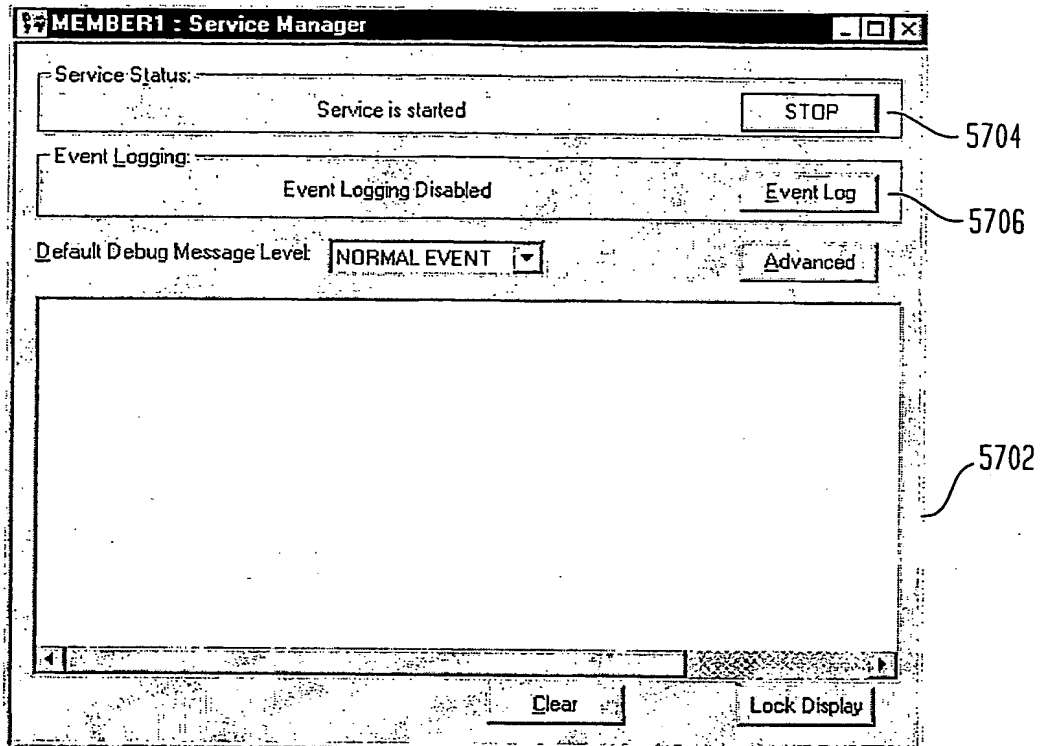 MEMBER1 : Service Manager
Service Status:
Service is started
STOP
5704
Event Logging:
Event Logging Disabled
Event Log
5706
Default Debug Message Level:
NORMAL EVENT
Advanced
5702
Clear
Lock Display